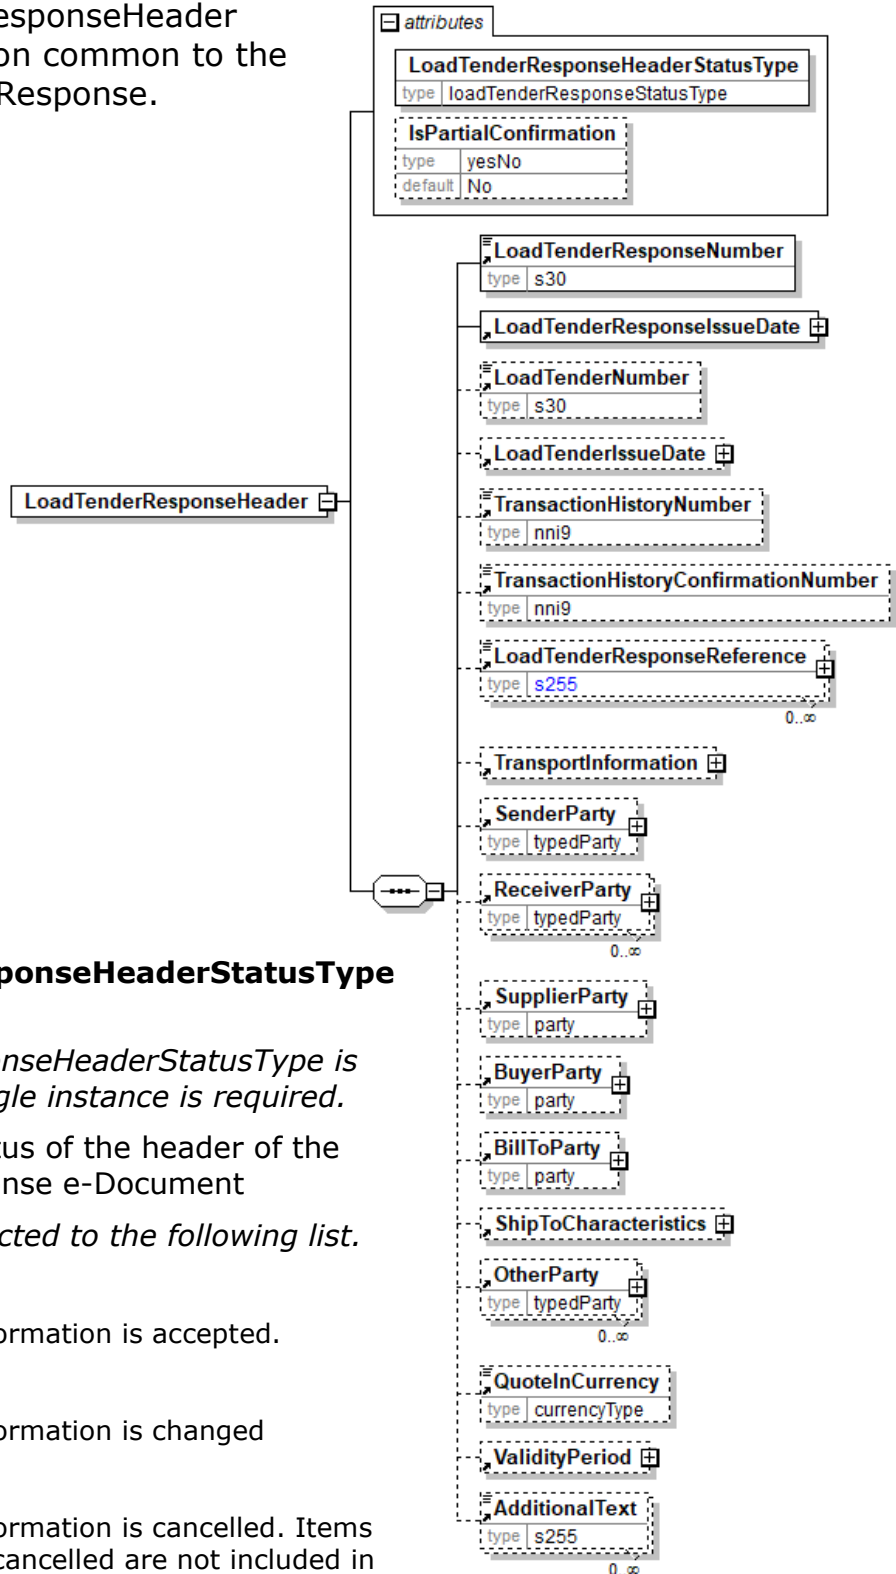 esponseHeader
on common to the
Response.
attributes
LoadTenderResponseHeaderStatusType
type loadTenderResponseStatusType
IsPartialConfirmation
type yesNo
default No
LoadTenderResponseNumber
type s30
LoadTenderResponseIssueDate
LoadTenderNumber
type s30
LoadTenderIssueDate
LoadTenderResponseHeader
TransactionHistoryNumber
type nni9
TransactionHistoryConfirmationNumber
type nni9
LoadTenderResponseReference
type s255
0..∞
TransportInformation
SenderParty
type typedParty
ReceiverParty
type typedParty
0..∞
SupplierParty
type party
BuyerParty
type party
BillToParty
type party
ShipToCharacteristics
OtherParty
type typedParty
0..∞
QuoteInCurrency
type currencyType
ValidityPeriod
AdditionalText
type s255
0..∞
ponseHeaderStatusType
onseHeaderStatusType is
gle instance is required.
tus of the header of the
onse e-Document
cted to the following list.
ormation is accepted.
ormation is changed
ormation is cancelled. Items
cancelled are not included in